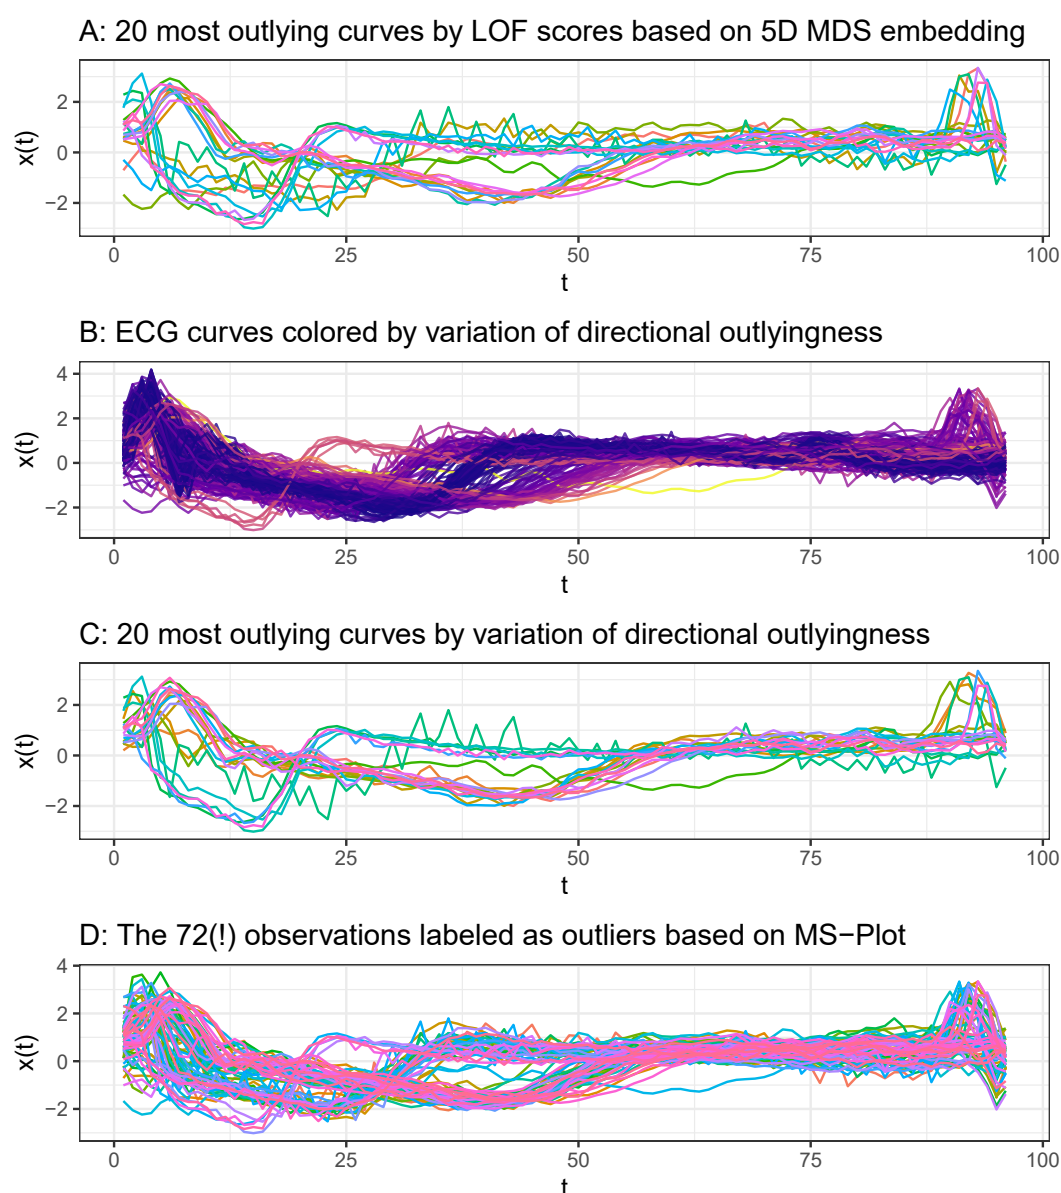 A: 20 most outlying curves by LOF scores based on 5D MDS embedding
2
0
−2
x(t)
0 25 50 75 100
t
B: ECG curves colored by variation of directional outlyingness
4
2
0
−2
x(t)
0 25 50 75 100
t
C: 20 most outlying curves by variation of directional outlyingness
2
0
−2
x(t)
0 25 50 75 100
t
D: The 72(!) observations labeled as outliers based on MS−Plot
4
2
0
−2
x(t)
0 25 50 75 100
t